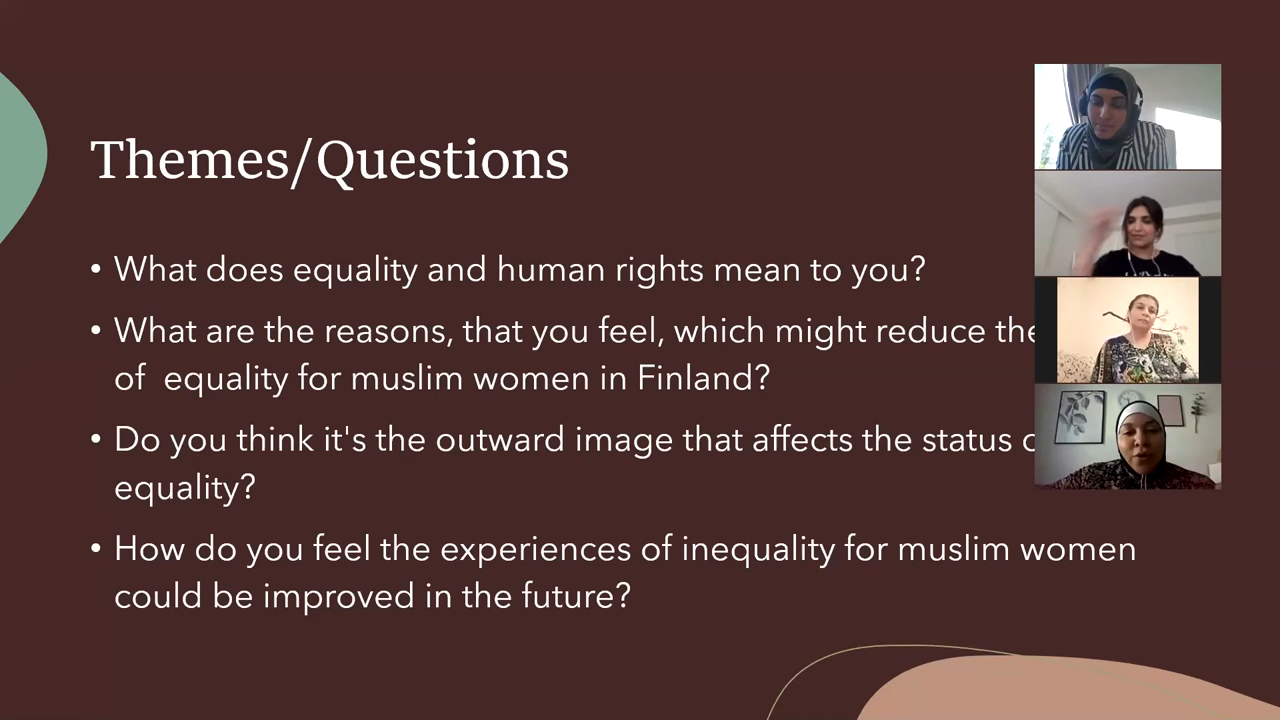 Themes/Questions
• What does equality and human rights mean to you?
• What are the reasons, that you feel, which might reduce the
of  equality for muslim women in Finland?
• Do you think it's the outward image that affects the status
equality?
• How do you feel the experiences of inequality for muslim women
could be improved in the future?